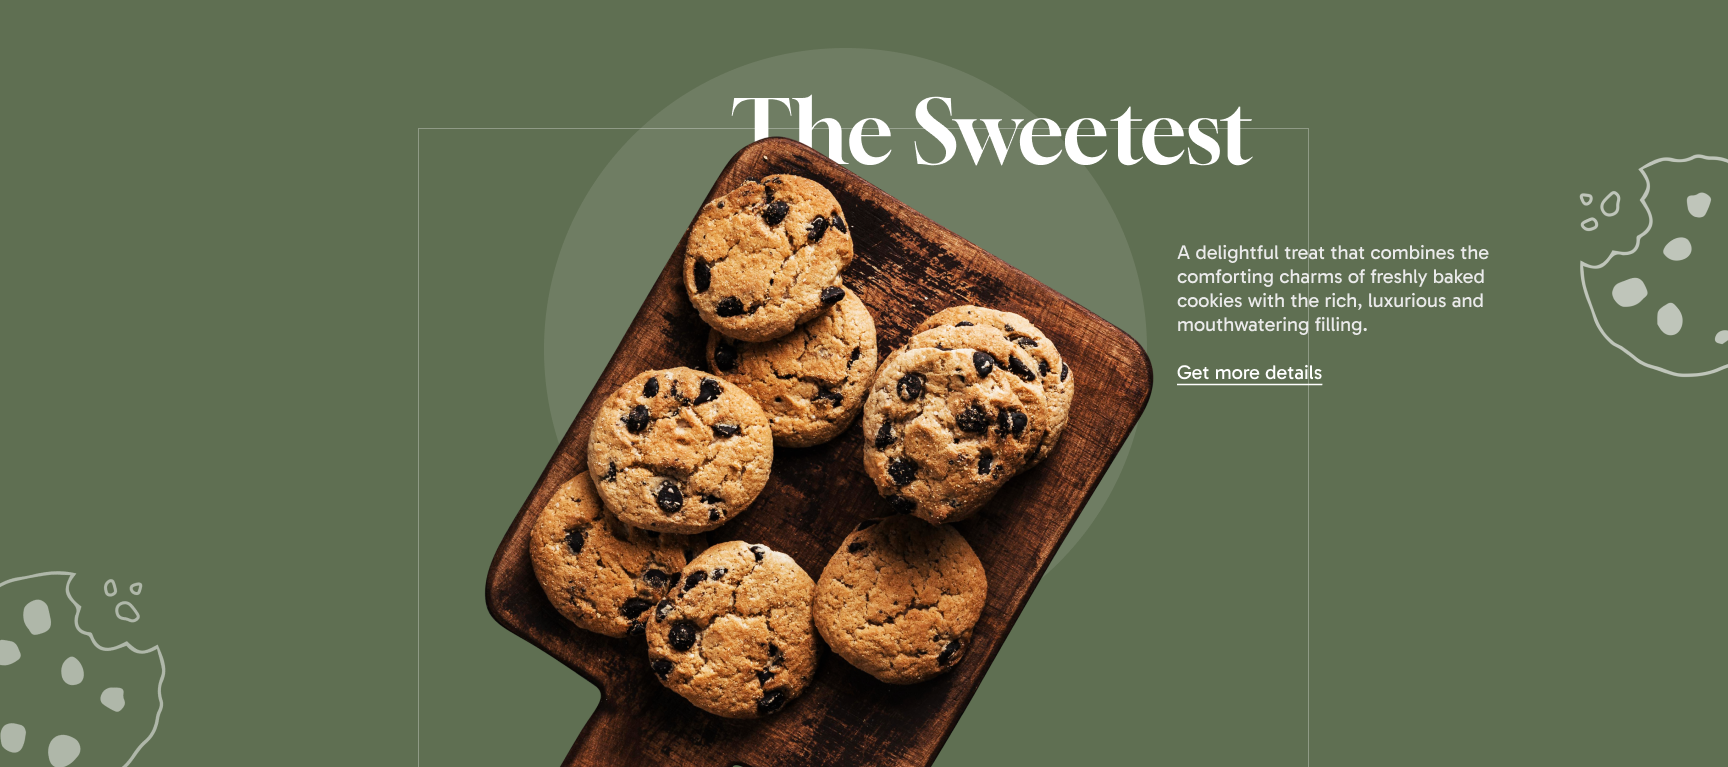 The Sweetest
A delightful treat that combines the
comforting charms of freshly baked
cookies with the rich, luxurious and
mouthwatering filling.
Get more details